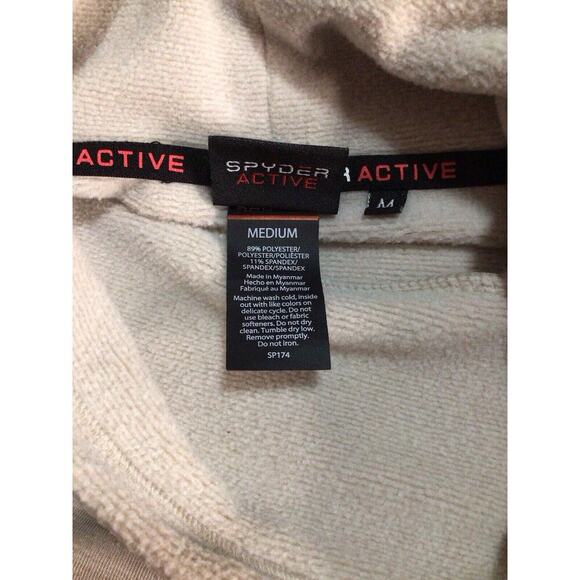 ACTIVE
SPYDER
ACTIVE
R ACTIVE
M
MEDIUM
89% POLYESTER/
POLYESTER/POLIÉSTER
11% SPANDEX/
SPANDEX/SPANDEX
Made in Myanmar
Hecho en Myanmar
Fabriqué au Myanmar
Machine wash cold, inside
out with like colors on
delicate cycle. Do not
use bleach or fabric
softeners. Do not dry
clean. Tumble dry low.
Remove promptly.
Do not iron.
SP174